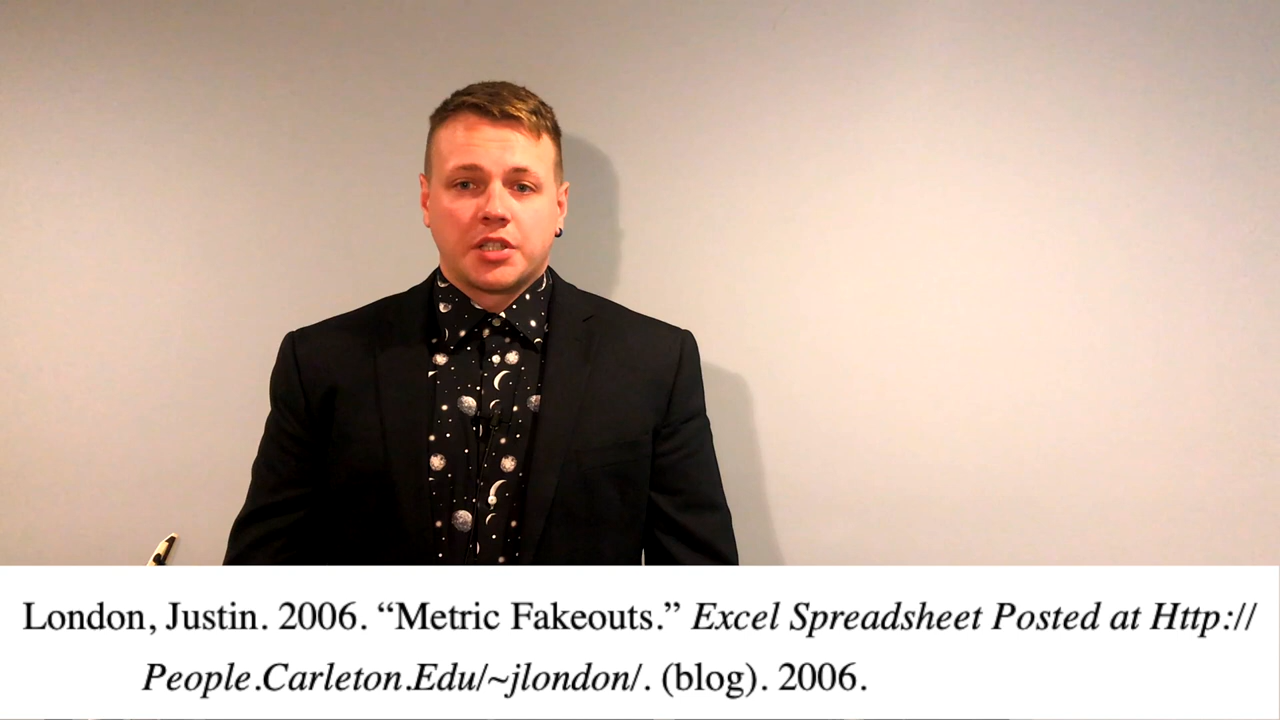 London, Justin. 2006. “Metric Fakeouts.” Excel Spreadsheet Posted at Http://
People.Carleton.Edu/~jlondon/. (blog). 2006.